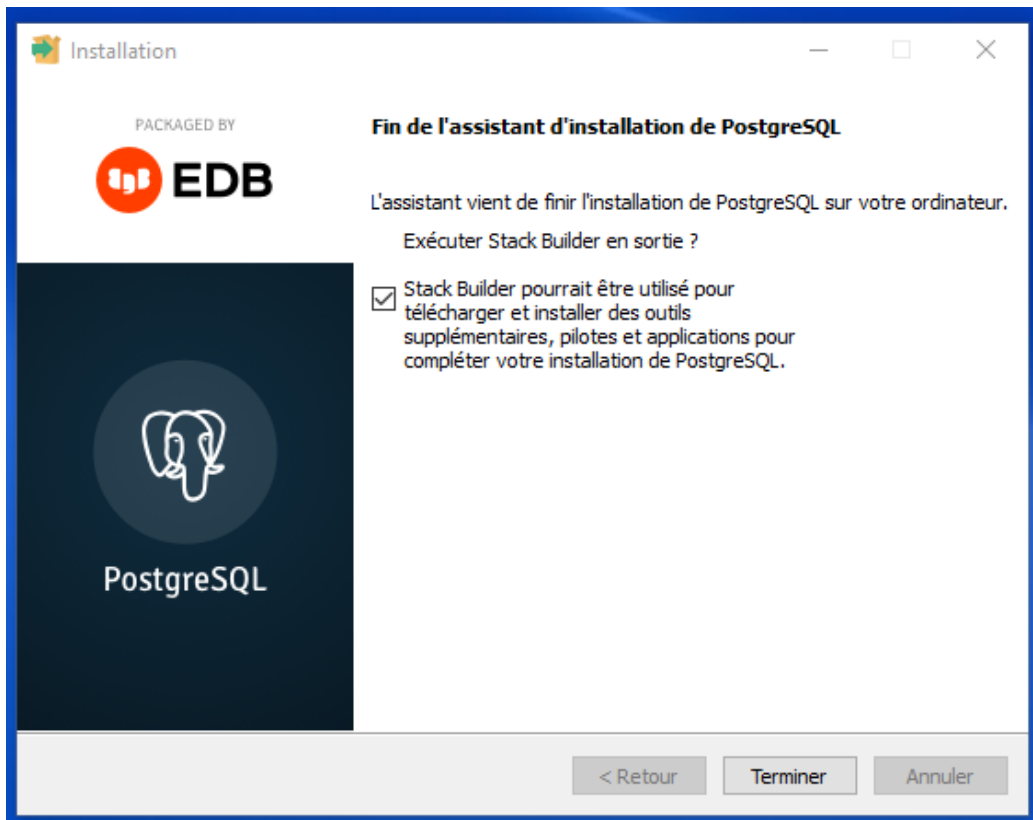 Installation
PACKAGED BY
EDB
PostgreSQL
Fin de l'assistant d'installation de PostgreSQL
L'assistant vient de finir l'installation de PostgreSQL sur votre ordinateur.
Exécuter Stack Builder en sortie ?
Stack Builder pourrait être utilisé pour
télécharger et installer des outils
supplémentaires, pilotes et applications pour
compléter votre installation de PostgreSQL.
< Retour
Terminer
Annuler